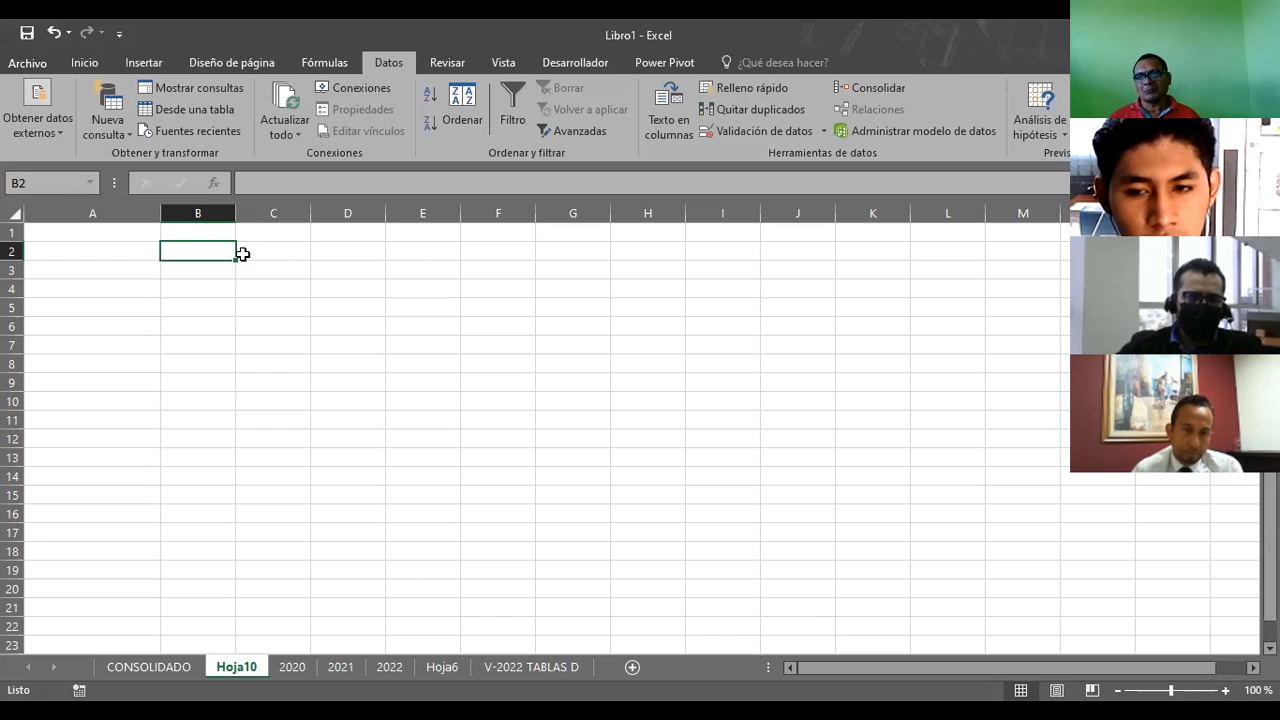 Libro1 - Excel
Archivo Inicio Insertar Diseño de página Fórmulas Datos Revisar Vista Desarrollador Power Pivot ¿Qué desea hacer?
Obtener datos externos
Nueva consulta
Mostrar consultas
Desde una tabla
Fuentes recientes
Obtener y transformar
Actualizar todo
Conexiones
Propiedades
Editar vínculos
Conexiones
Ordenar
Filtro
Borrar
Volver a aplicar
Avanzadas
Ordenar y filtrar
Texto en columnas
Relleno rápido
Quitar duplicados
Validación de datos
Consolidar
Relaciones
Administrar modelo de datos
Herramientas de datos
Análisis de hipótesis
Previs
B2 fx
A B C D E F G H I J K L M
1
2
3
4
5
6
7
8
9
10
11
12
13
14
15
16
17
18
19
20
21
22
23
CONSOLIDADO Hoja10 2020 2021 2022 Hoja6 V-2022 TABLAS D
Listo 100 %